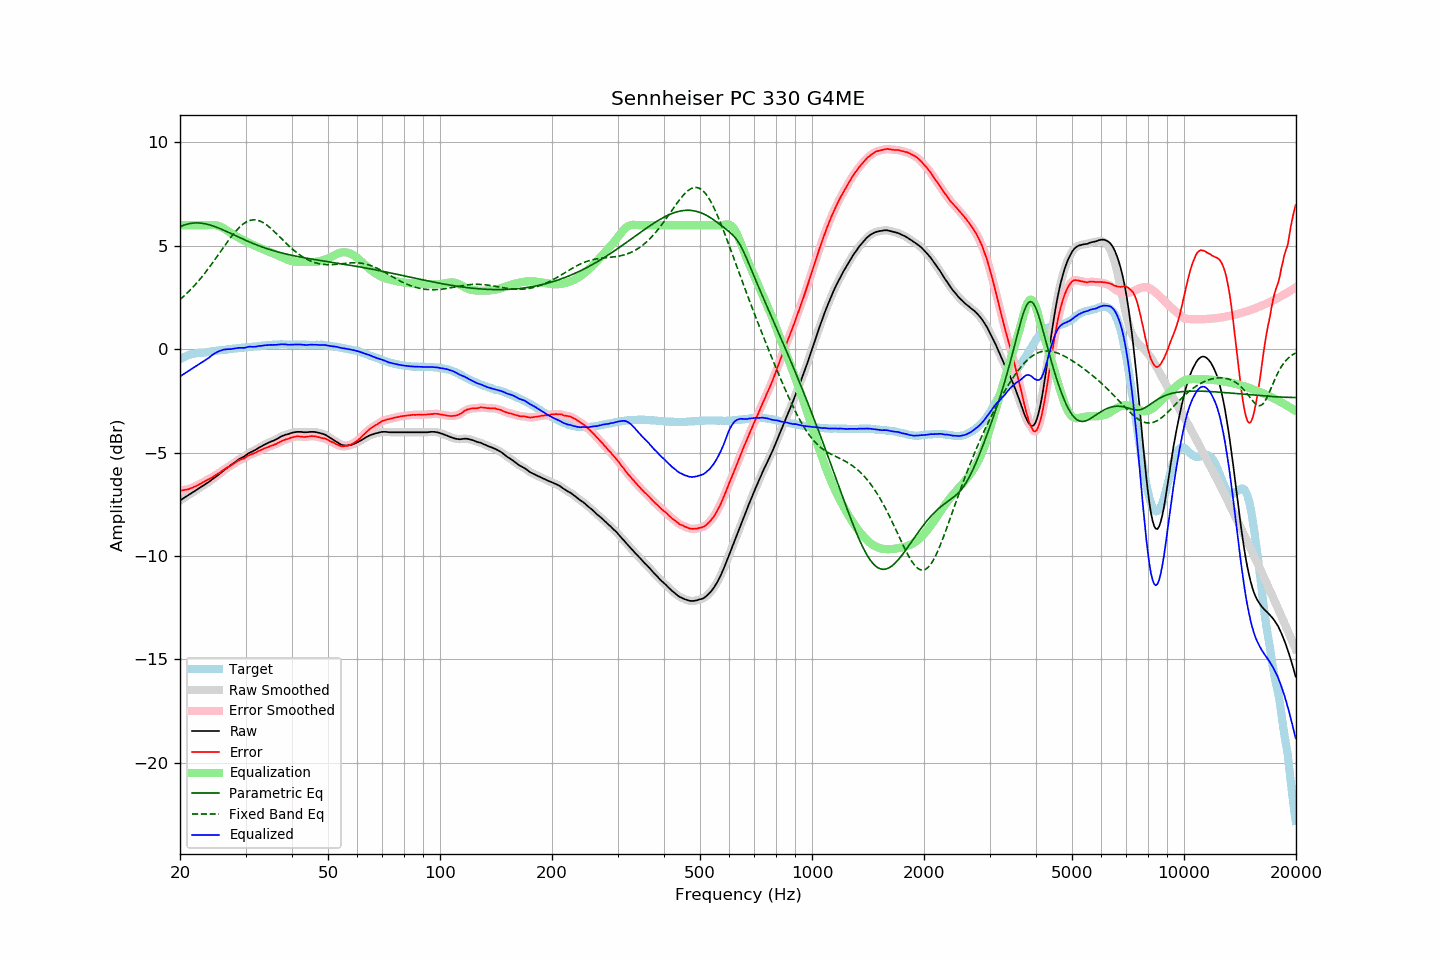 Sennheiser PC 330 G4ME
10
5
0
−5
−10
−15
−20
Amplitude (dBr)
Target
Raw Smoothed
Error Smoothed
Raw
Error
Equalization
Parametric Eq
Fixed Band Eq
Equalized
20 50 100 200 500 1000 2000 5000 10000 20000
Frequency (Hz)